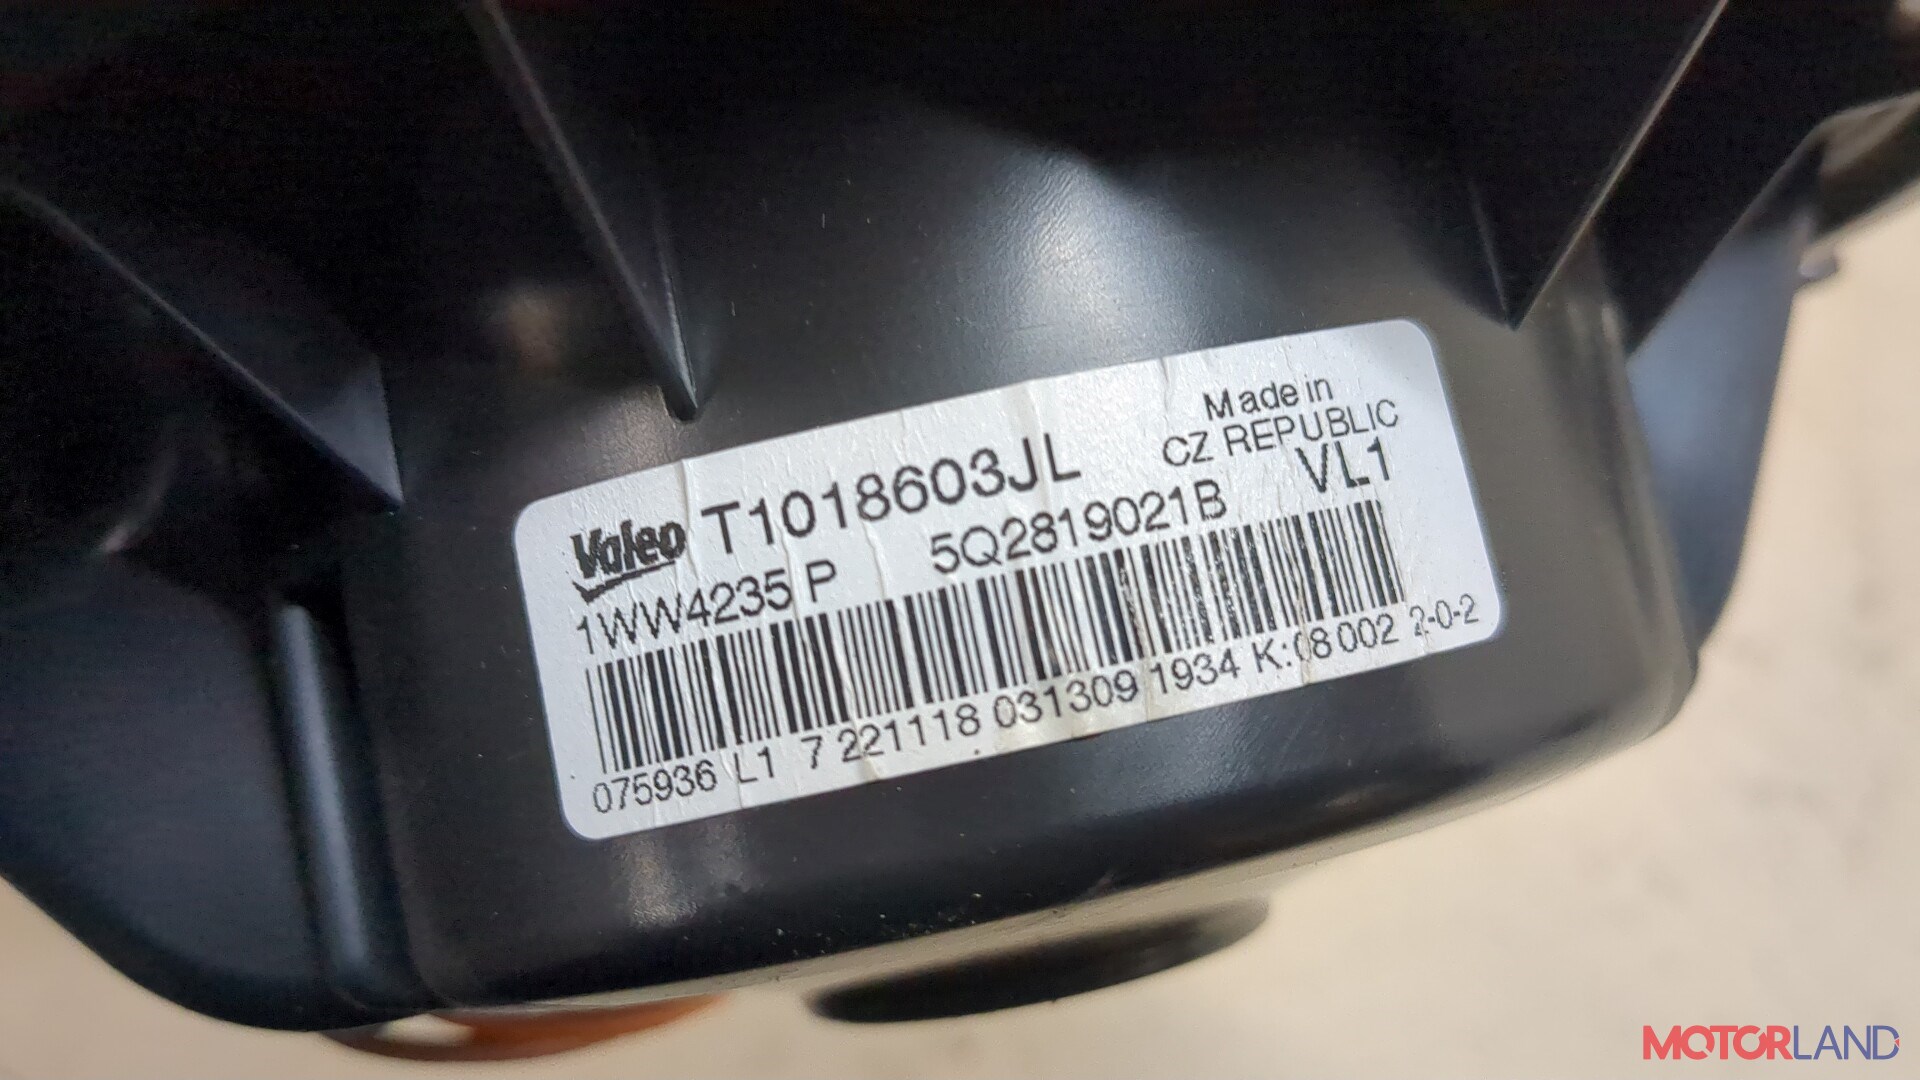 Made in
CZ REPUBLIC
Valeo T1018603JL VL1
1WW4235 P 5Q2819021B
075936 L1 7 221118 031309 1934 K:08 002 2-0-2
MOTORLAND